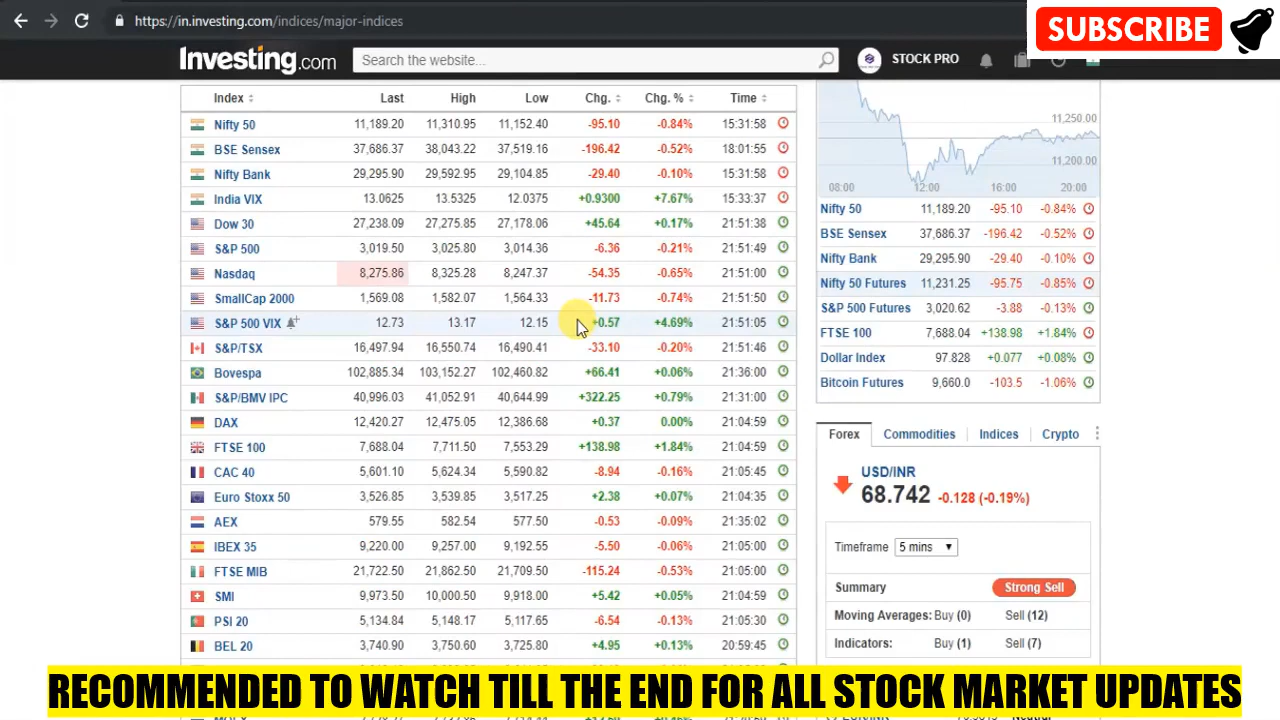 https://in.investing.com/indices/major-indices
SUBSCRIBE
Investing.com
Search the website...
STOCK PRO
Index Last High Low Chg. Chg. % Time
Nifty 50 11,189.20 11,310.95 11,152.40 -95.10 -0.84% 15:31:58
BSE Sensex 37,686.37 38,043.22 37,519.16 -196.42 -0.52% 18:01:55
Nifty Bank 29,295.90 29,592.95 29,104.85 -29.40 -0.10% 15:31:58
India VIX 13.0625 13.5325 12.0375 +0.9300 +7.67% 15:33:37
Dow 30 27,238.09 27,275.85 27,178.06 +45.64 +0.17% 21:51:38
S&P 500 3,019.50 3,025.80 3,014.36 -6.36 -0.21% 21:51:49
Nasdaq 8,275.86 8,325.28 8,247.37 -54.35 -0.65% 21:51:00
SmallCap 2000 1,569.08 1,582.07 1,564.33 -11.73 -0.74% 21:51:50
S&P 500 VIX 12.73 13.17 12.15 +0.57 +4.69% 21:51:05
S&P/TSX 16,497.94 16,550.74 16,490.41 -33.10 -0.20% 21:51:46
Bovespa 102,885.34 103,152.27 102,460.82 +66.41 +0.06% 21:36:00
S&P/BMV IPC 40,996.03 41,052.91 40,644.99 +322.25 +0.79% 21:31:00
DAX 12,420.27 12,475.05 12,386.68 +0.37 0.00% 21:04:59
FTSE 100 7,688.04 7,711.50 7,553.29 +138.98 +1.84% 21:04:59
CAC 40 5,601.10 5,624.34 5,590.82 -8.94 -0.16% 21:05:45
Euro Stoxx 50 3,526.85 3,539.85 3,517.25 +2.38 +0.07% 21:04:35
AEX 579.55 582.54 577.50 -0.53 -0.09% 21:35:02
IBEX 35 9,220.00 9,257.00 9,192.55 -5.50 -0.06% 21:05:00
FTSE MIB 21,722.50 21,862.50 21,709.50 -115.24 -0.53% 21:05:00
SMI 9,973.50 10,000.50 9,918.00 +5.42 +0.05% 21:05:00
PSI 20 5,134.84 5,148.17 5,117.65 -6.54 -0.13% 21:05:30
BEL 20 3,740.90 3,750.60 3,725.80 +4.95 +0.13% 20:59:45
11,250.00
11,200.00
08:00 12:00 16:00 20:00
Nifty 50 11,189.20 -95.10 -0.84%
BSE Sensex 37,686.37 -196.42 -0.52%
Nifty Bank 29,295.90 -29.40 -0.10%
Nifty 50 Futures 11,231.25 -95.75 -0.85%
S&P 500 Futures 3,020.62 -3.88 -0.13%
FTSE 100 7,688.04 +138.98 +1.84%
Dollar Index 97.828 +0.077 +0.08%
Bitcoin Futures 9,660.0 -103.5 -1.06%
Forex Commodities Indices Crypto
USD/INR
68.742 -0.128 (-0.19%)
Timeframe 5 mins
Summary Strong Sell
Moving Averages: Buy (0) Sell (12)
Indicators: Buy (1) Sell (7)
RECOMMENDED TO WATCH TILL THE END FOR ALL STOCK MARKET UPDATES